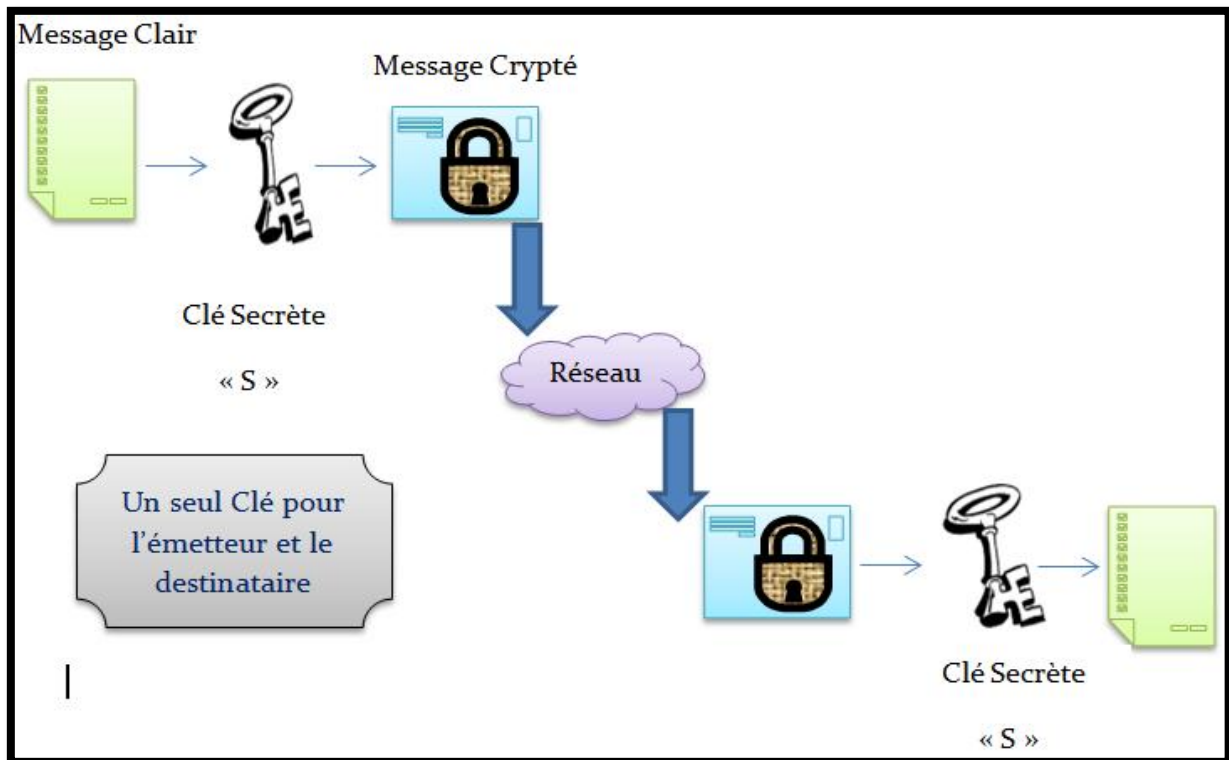 Message Clair
Message Crypté
Clé Secrète
« S »
Réseau
Un seul Clé pour
l'émetteur et le
destinataire
Clé Secrète
« S »